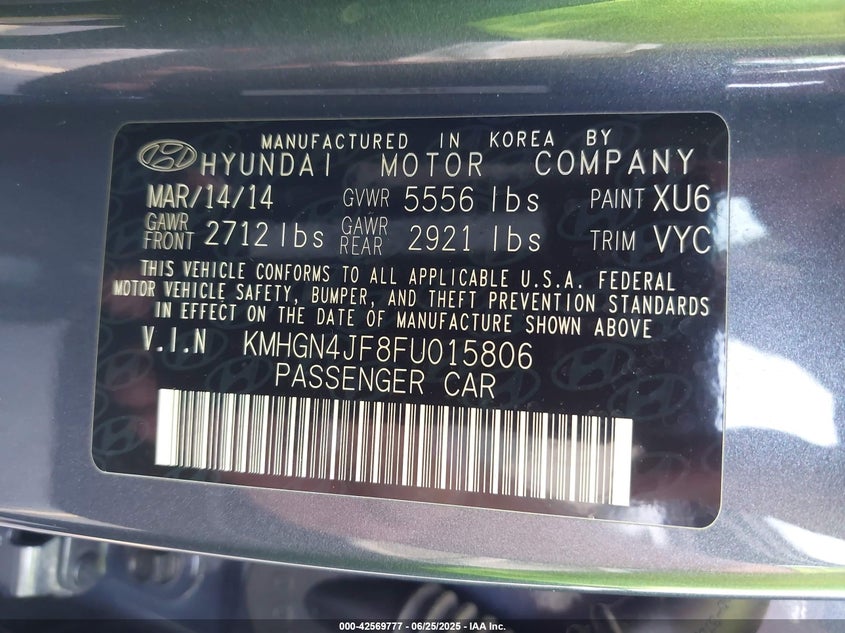 MANUFACTURED IN KOREA BY
HYUNDAI MOTOR COMPANY
MAR/14/14 GVWR 5556 lbs PAINT XU6
GAWR FRONT 2712 lbs GAWR REAR 2921 lbs TRIM VYC
THIS VEHICLE CONFORMS TO ALL APPLICABLE U.S.A. FEDERAL
MOTOR VEHICLE SAFETY, BUMPER, AND THEFT PREVENTION STANDARDS
IN EFFECT ON THE DATE OF MANUFACTURE SHOWN ABOVE
V.I.N KMHGN4JF8FU015806
PASSENGER CAR
000-42569777 - 06/25/2025 - IAA Inc.